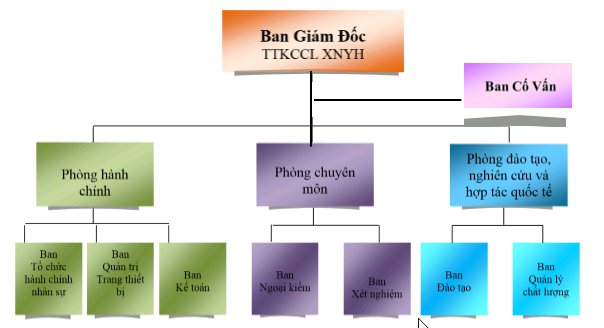 Ban Giám Đốc
TTKCCL XNYH
Ban Cố Vấn
Phòng hành
chính
Phòng chuyên
môn
Phòng đào tạo,
nghiên cứu và
hợp tác quốc tế
Ban
Tổ chức
hành chính
nhân sự
Ban
Quản trị
Trang thiết
bị
Ban
Kế toán
Ban
Ngoại kiểm
Ban
Xét nghiệm
Ban
Đào tạo
Ban
Quản lý
chất lượng